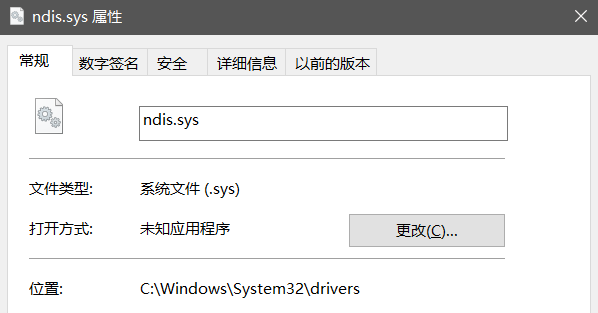 ndis.sys 属性
常规 数字签名 安全 详细信息 以前的版本
ndis.sys
文件类型: 系统文件 (.sys)
打开方式: 未知应用程序 更改(C)...
位置: C:\Windows\System32\drivers